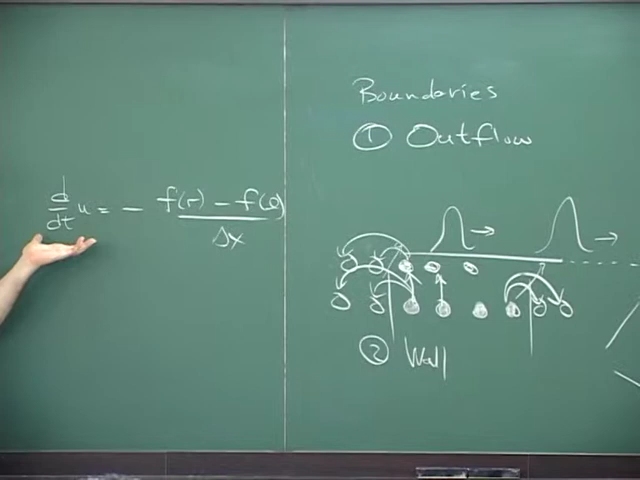 d/dt u = - (f(r) - f(l))/Δx
Boundaries
① Outflow
② Wall